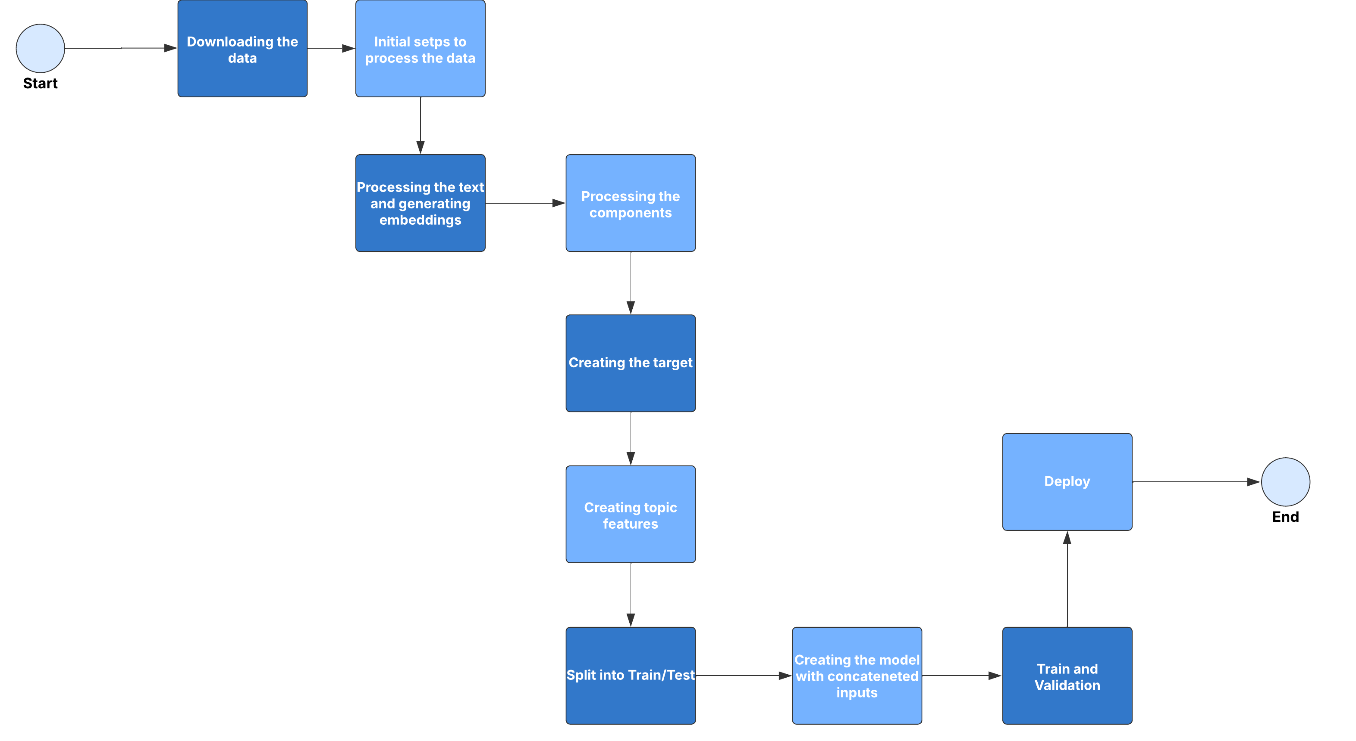 Start
Downloading the
data
Initial setps to
process the data
Processing the text
and generating
embeddings
Processing the
components
Creating the target
Creating topic
features
Split into Train/Test
Creating the model
with concateneted
inputs
Train and
Validation
Deploy
End